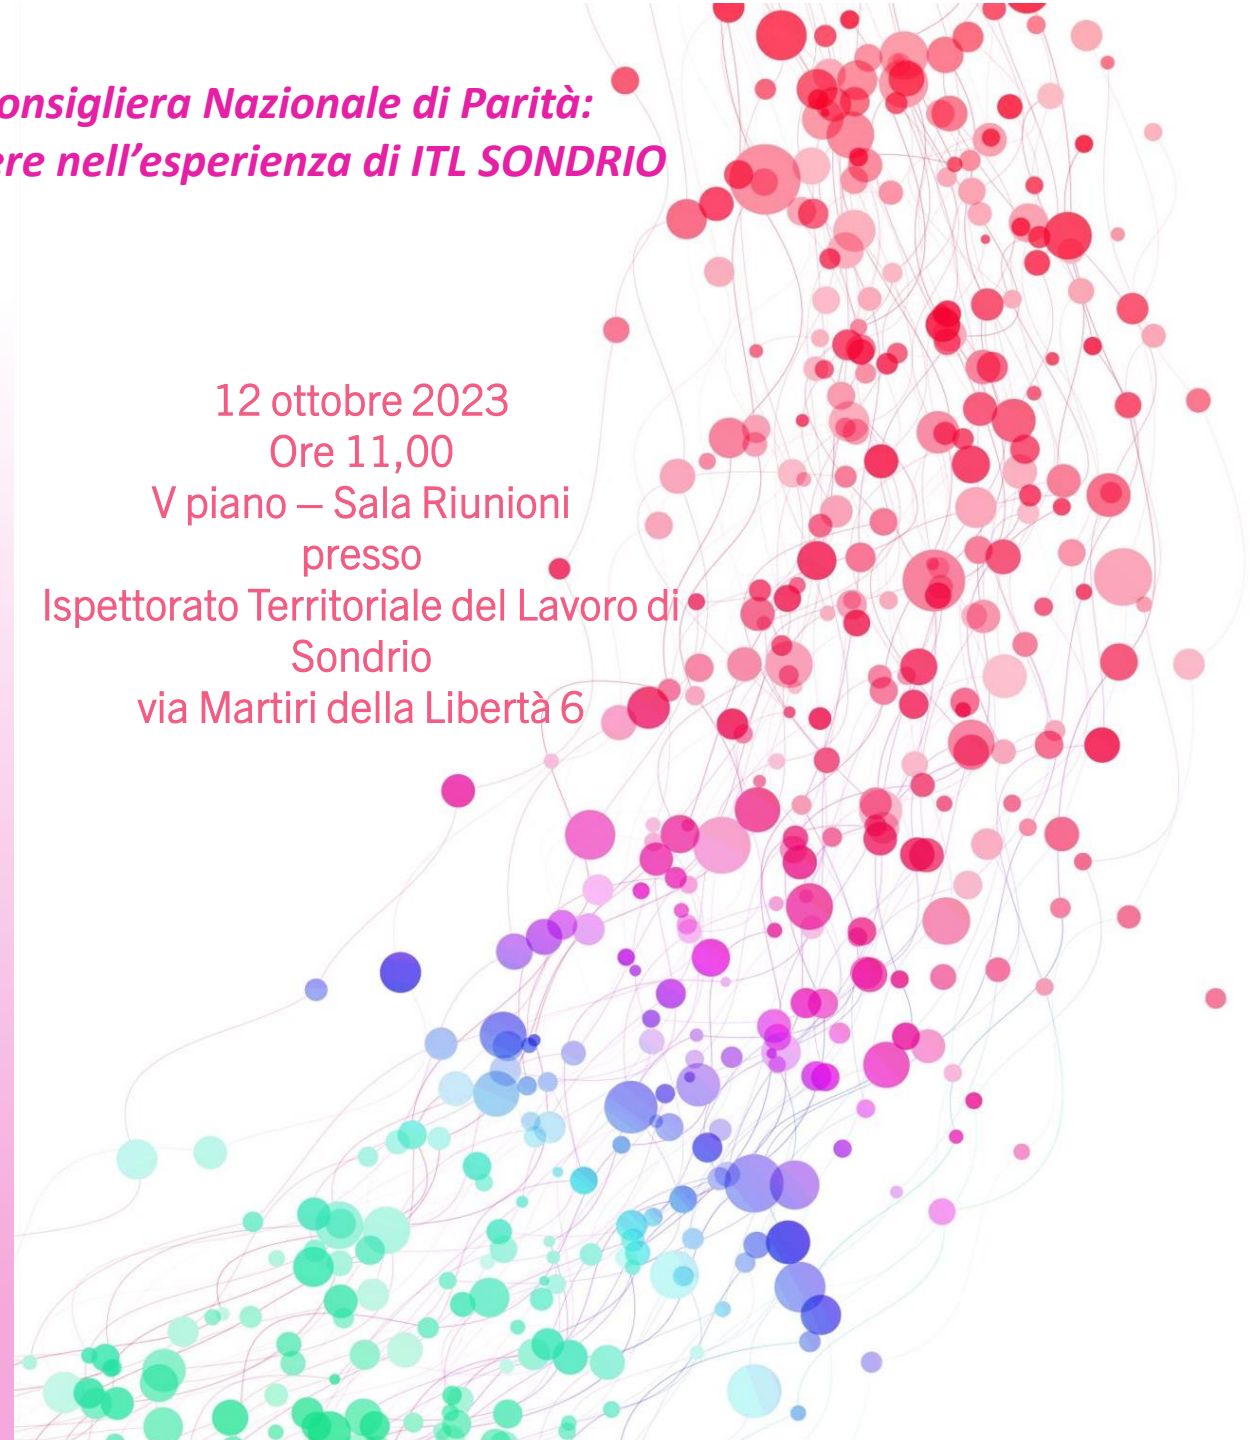 onsigliera Nazionale di Parità:
ere nell’esperienza di ITL SONDRIO
12 ottobre 2023
Ore 11,00
V piano – Sala Riunioni
presso
Ispettorato Territoriale del Lavoro di
Sondrio
via Martiri della Libertà 6